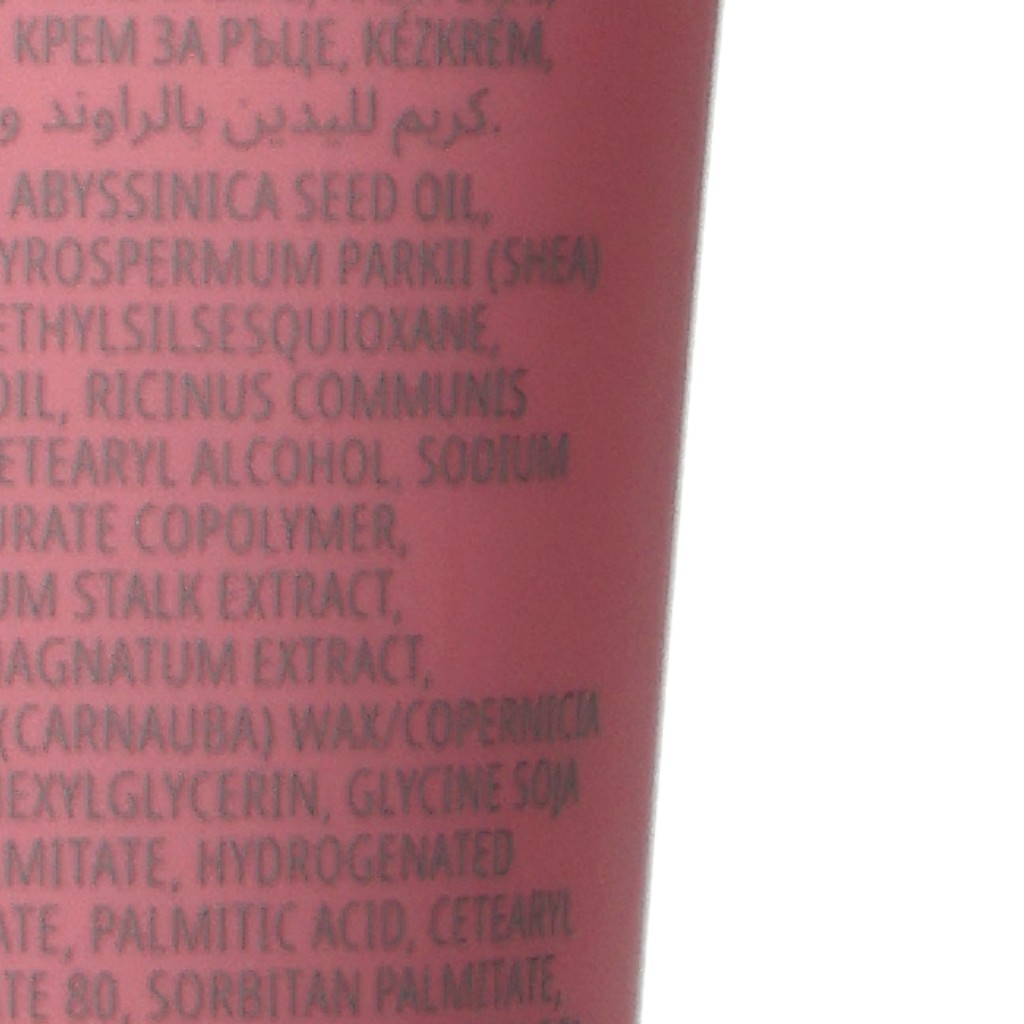 КРЕМ ЗА РЪЦЕ, KÉZKRÉM,
كريم لليدين بالراوند و
ABYSSINICA SEED OIL,
YROSPERMUM PARKII (SHEA)
ETHYLSILSESQUIOXANE,
OIL, RICINUS COMMUNIS
ETEARYL ALCOHOL, SODIUM
URATE COPOLYMER,
UM STALK EXTRACT,
AGNATUM EXTRACT,
(CARNAUBA) WAX/COPERNICIA
EXYLGLYCERIN, GLYCINE SOJA
MITATE, HYDROGENATED
ATE, PALMITIC ACID, CETEARYL
TE 80, SORBITAN PALMITATE,